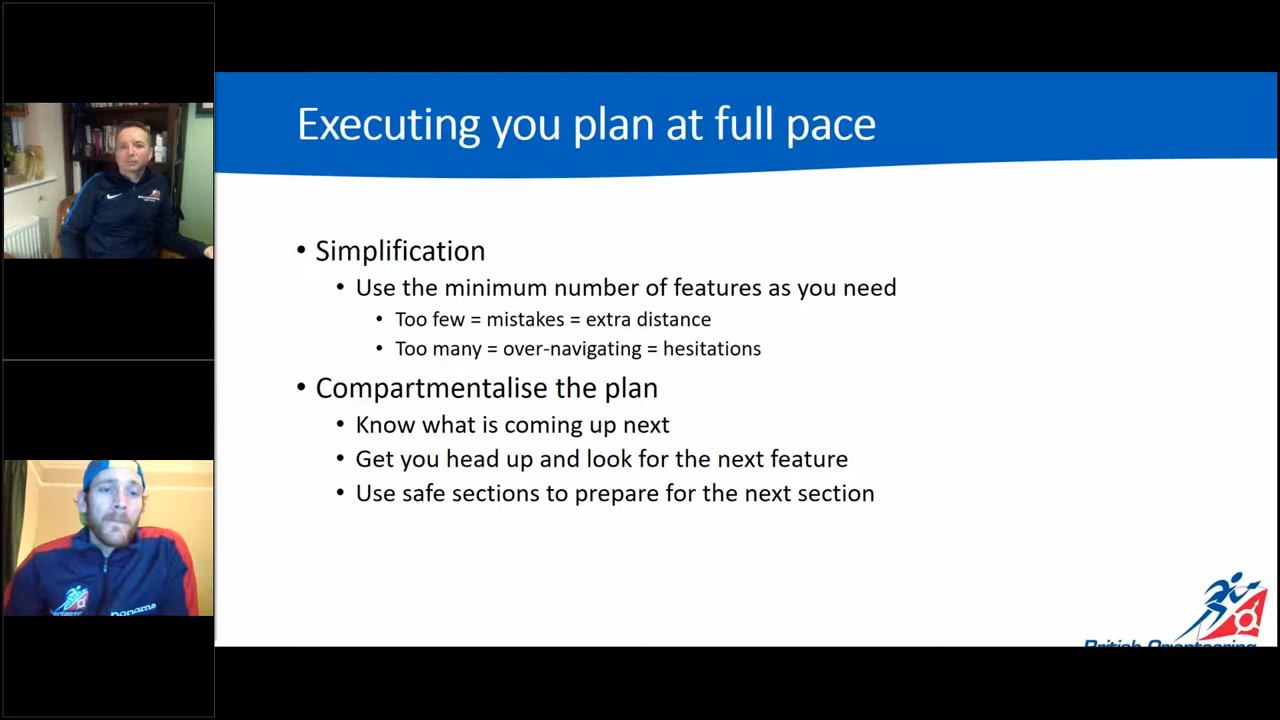 Executing you plan at full pace
• Simplification
• Use the minimum number of features as you need
• Too few = mistakes = extra distance
• Too many = over-navigating = hesitations
• Compartmentalise the plan
• Know what is coming up next
• Get you head up and look for the next feature
• Use safe sections to prepare for the next section
British Orienteering